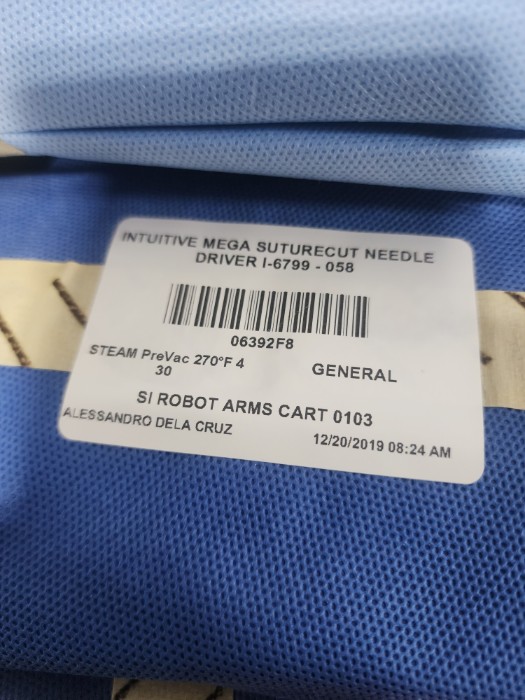 INTUITIVE MEGA SUTURECUT NEEDLE
DRIVER I-6799 - 058
06392F8
STEAM PreVac 270°F 4
30
GENERAL
SI ROBOT ARMS CART 0103
ALESSANDRO DELA CRUZ
12/20/2019 08:24 AM